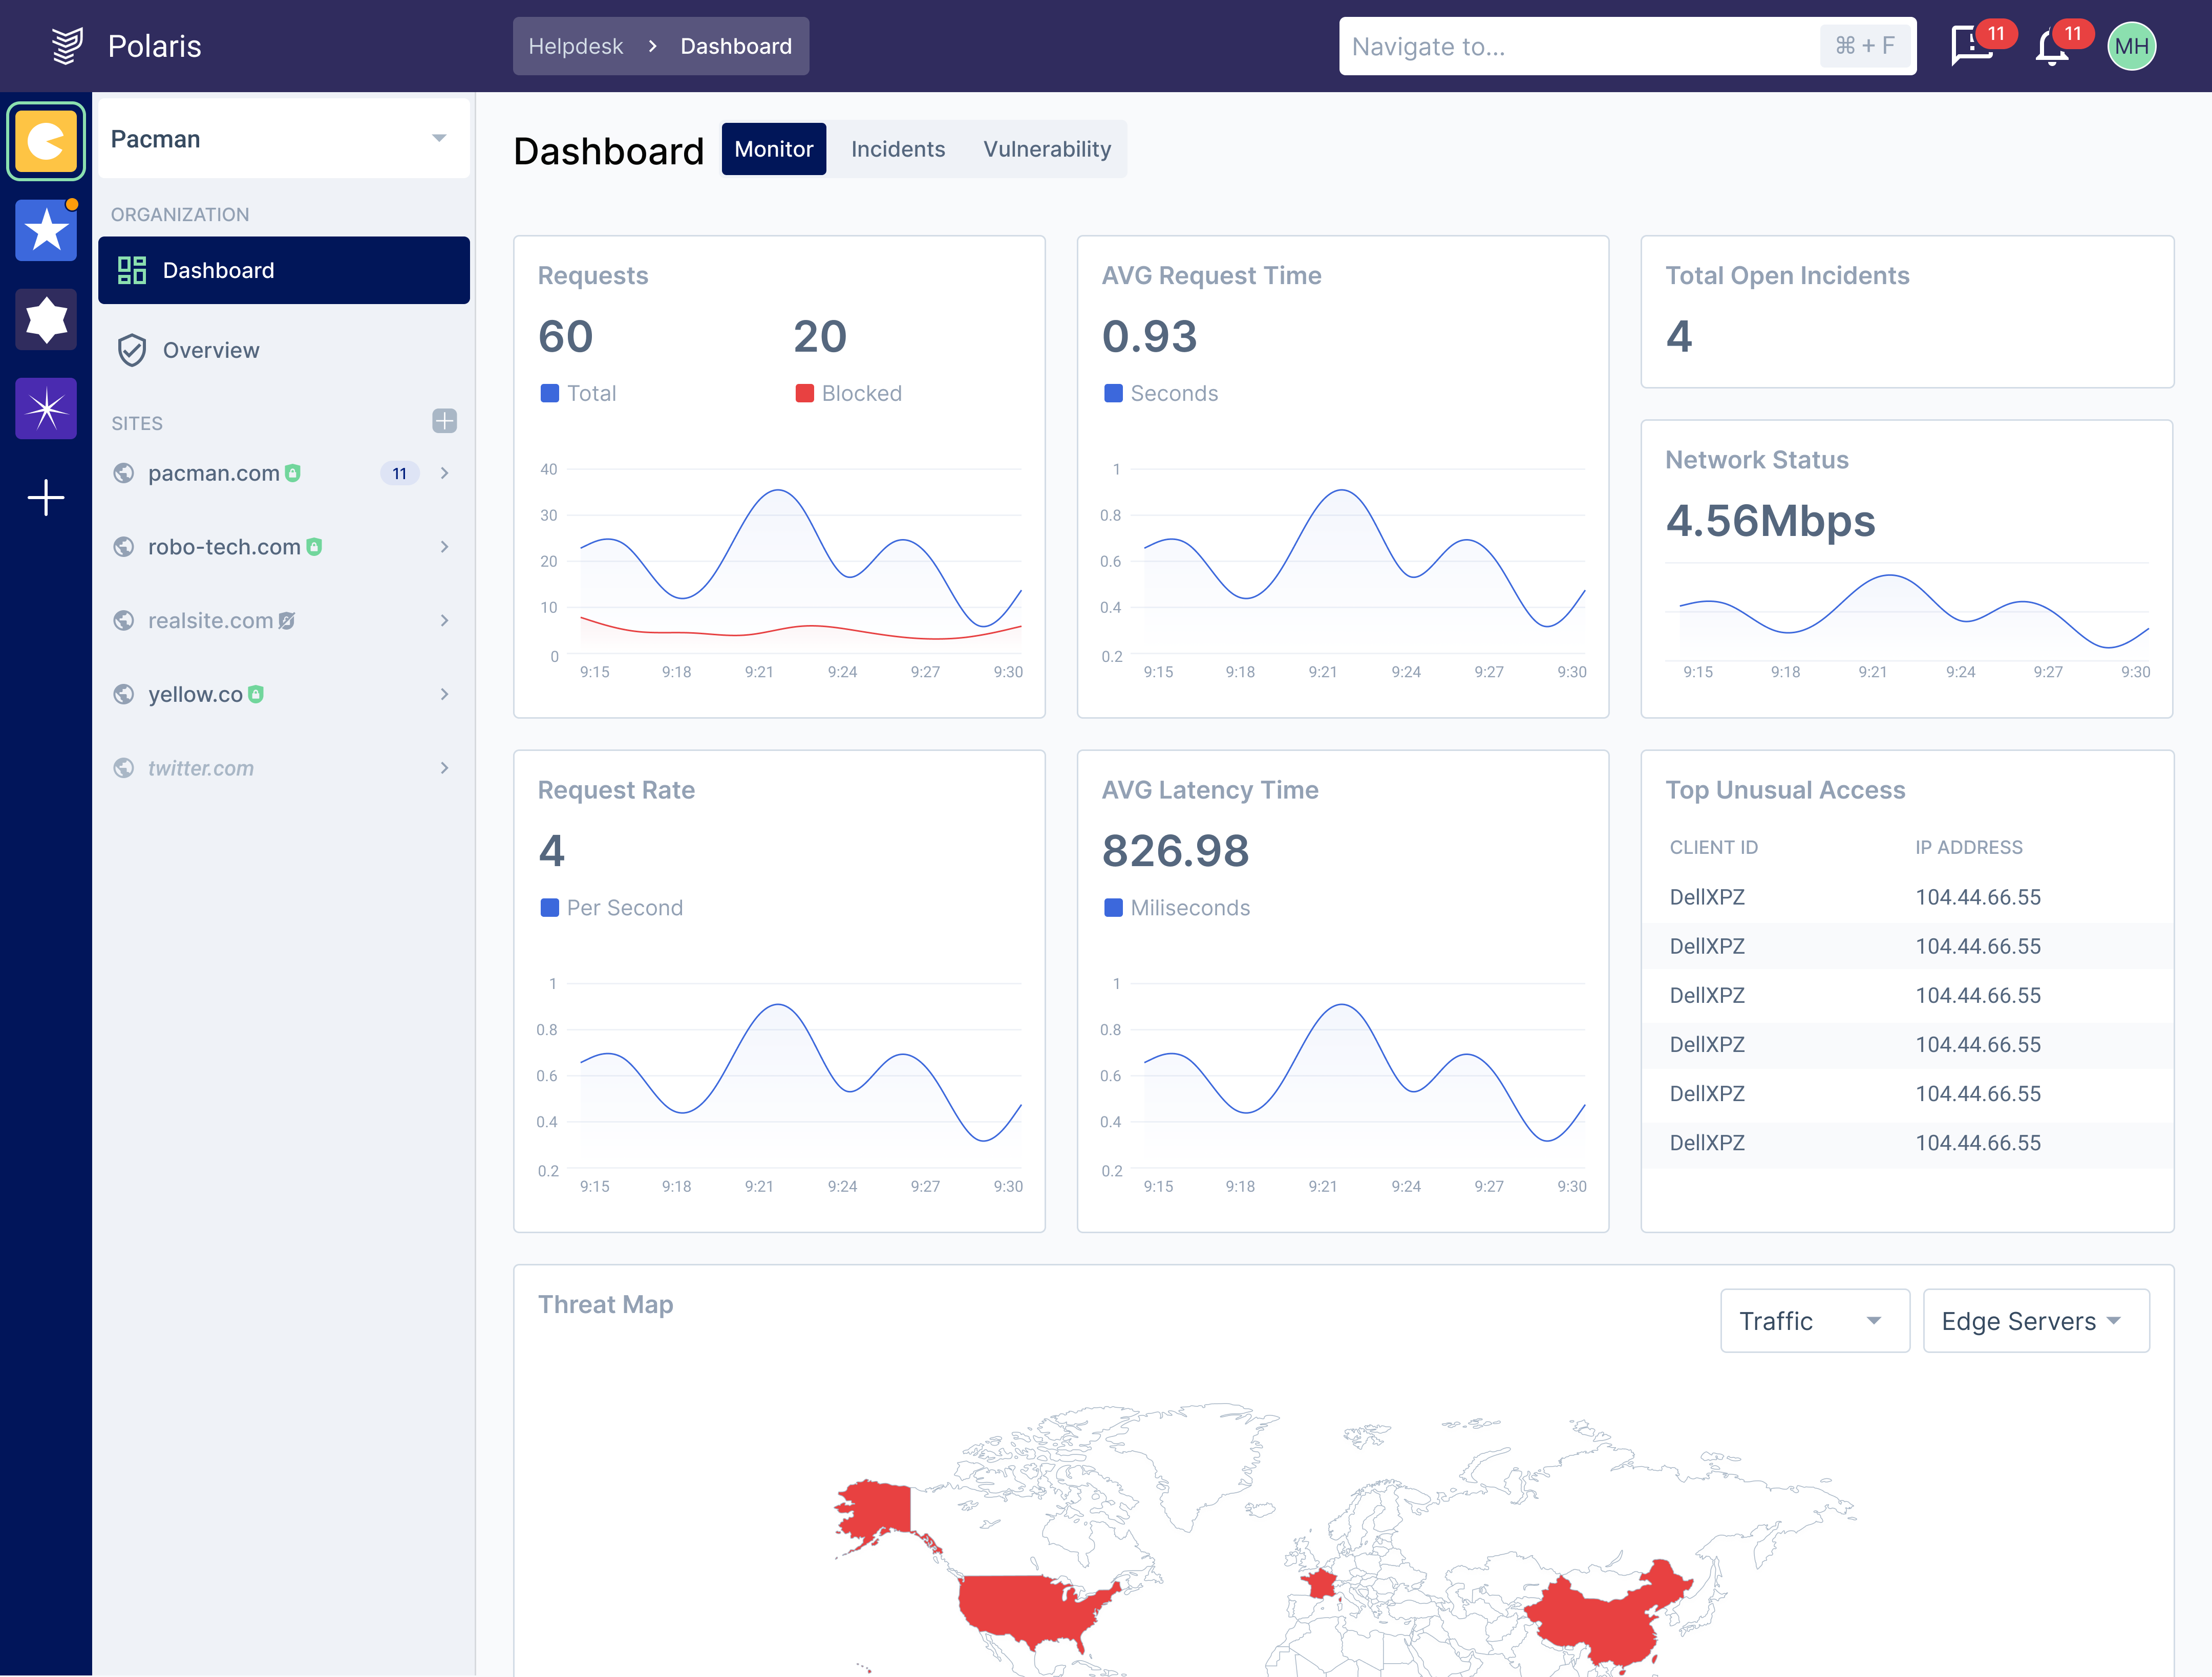 Polaris
Helpdesk > Dashboard
Navigate to...
⌘ + F
11
11
MH
Pacman
ORGANIZATION
Dashboard
Overview
SITES
pacman.com
11
robo-tech.com
realsite.com
yellow.co
twitter.com
Dashboard
Monitor
Incidents
Vulnerability
Requests
60
20
Total
Blocked
40
30
20
10
0
9:15 9:18 9:21 9:24 9:27 9:30
AVG Request Time
0.93
Seconds
1
0.8
0.6
0.4
0.2
9:15 9:18 9:21 9:24 9:27 9:30
Total Open Incidents
4
Network Status
4.56Mbps
9:15 9:18 9:21 9:24 9:27 9:30
Request Rate
4
Per Second
1
0.8
0.6
0.4
0.2
9:15 9:18 9:21 9:24 9:27 9:30
AVG Latency Time
826.98
Miliseconds
1
0.8
0.6
0.4
0.2
9:15 9:18 9:21 9:24 9:27 9:30
Top Unusual Access
CLIENT ID IP ADDRESS
DellXPZ 104.44.66.55
DellXPZ 104.44.66.55
DellXPZ 104.44.66.55
DellXPZ 104.44.66.55
DellXPZ 104.44.66.55
DellXPZ 104.44.66.55
Threat Map
Traffic
Edge Servers